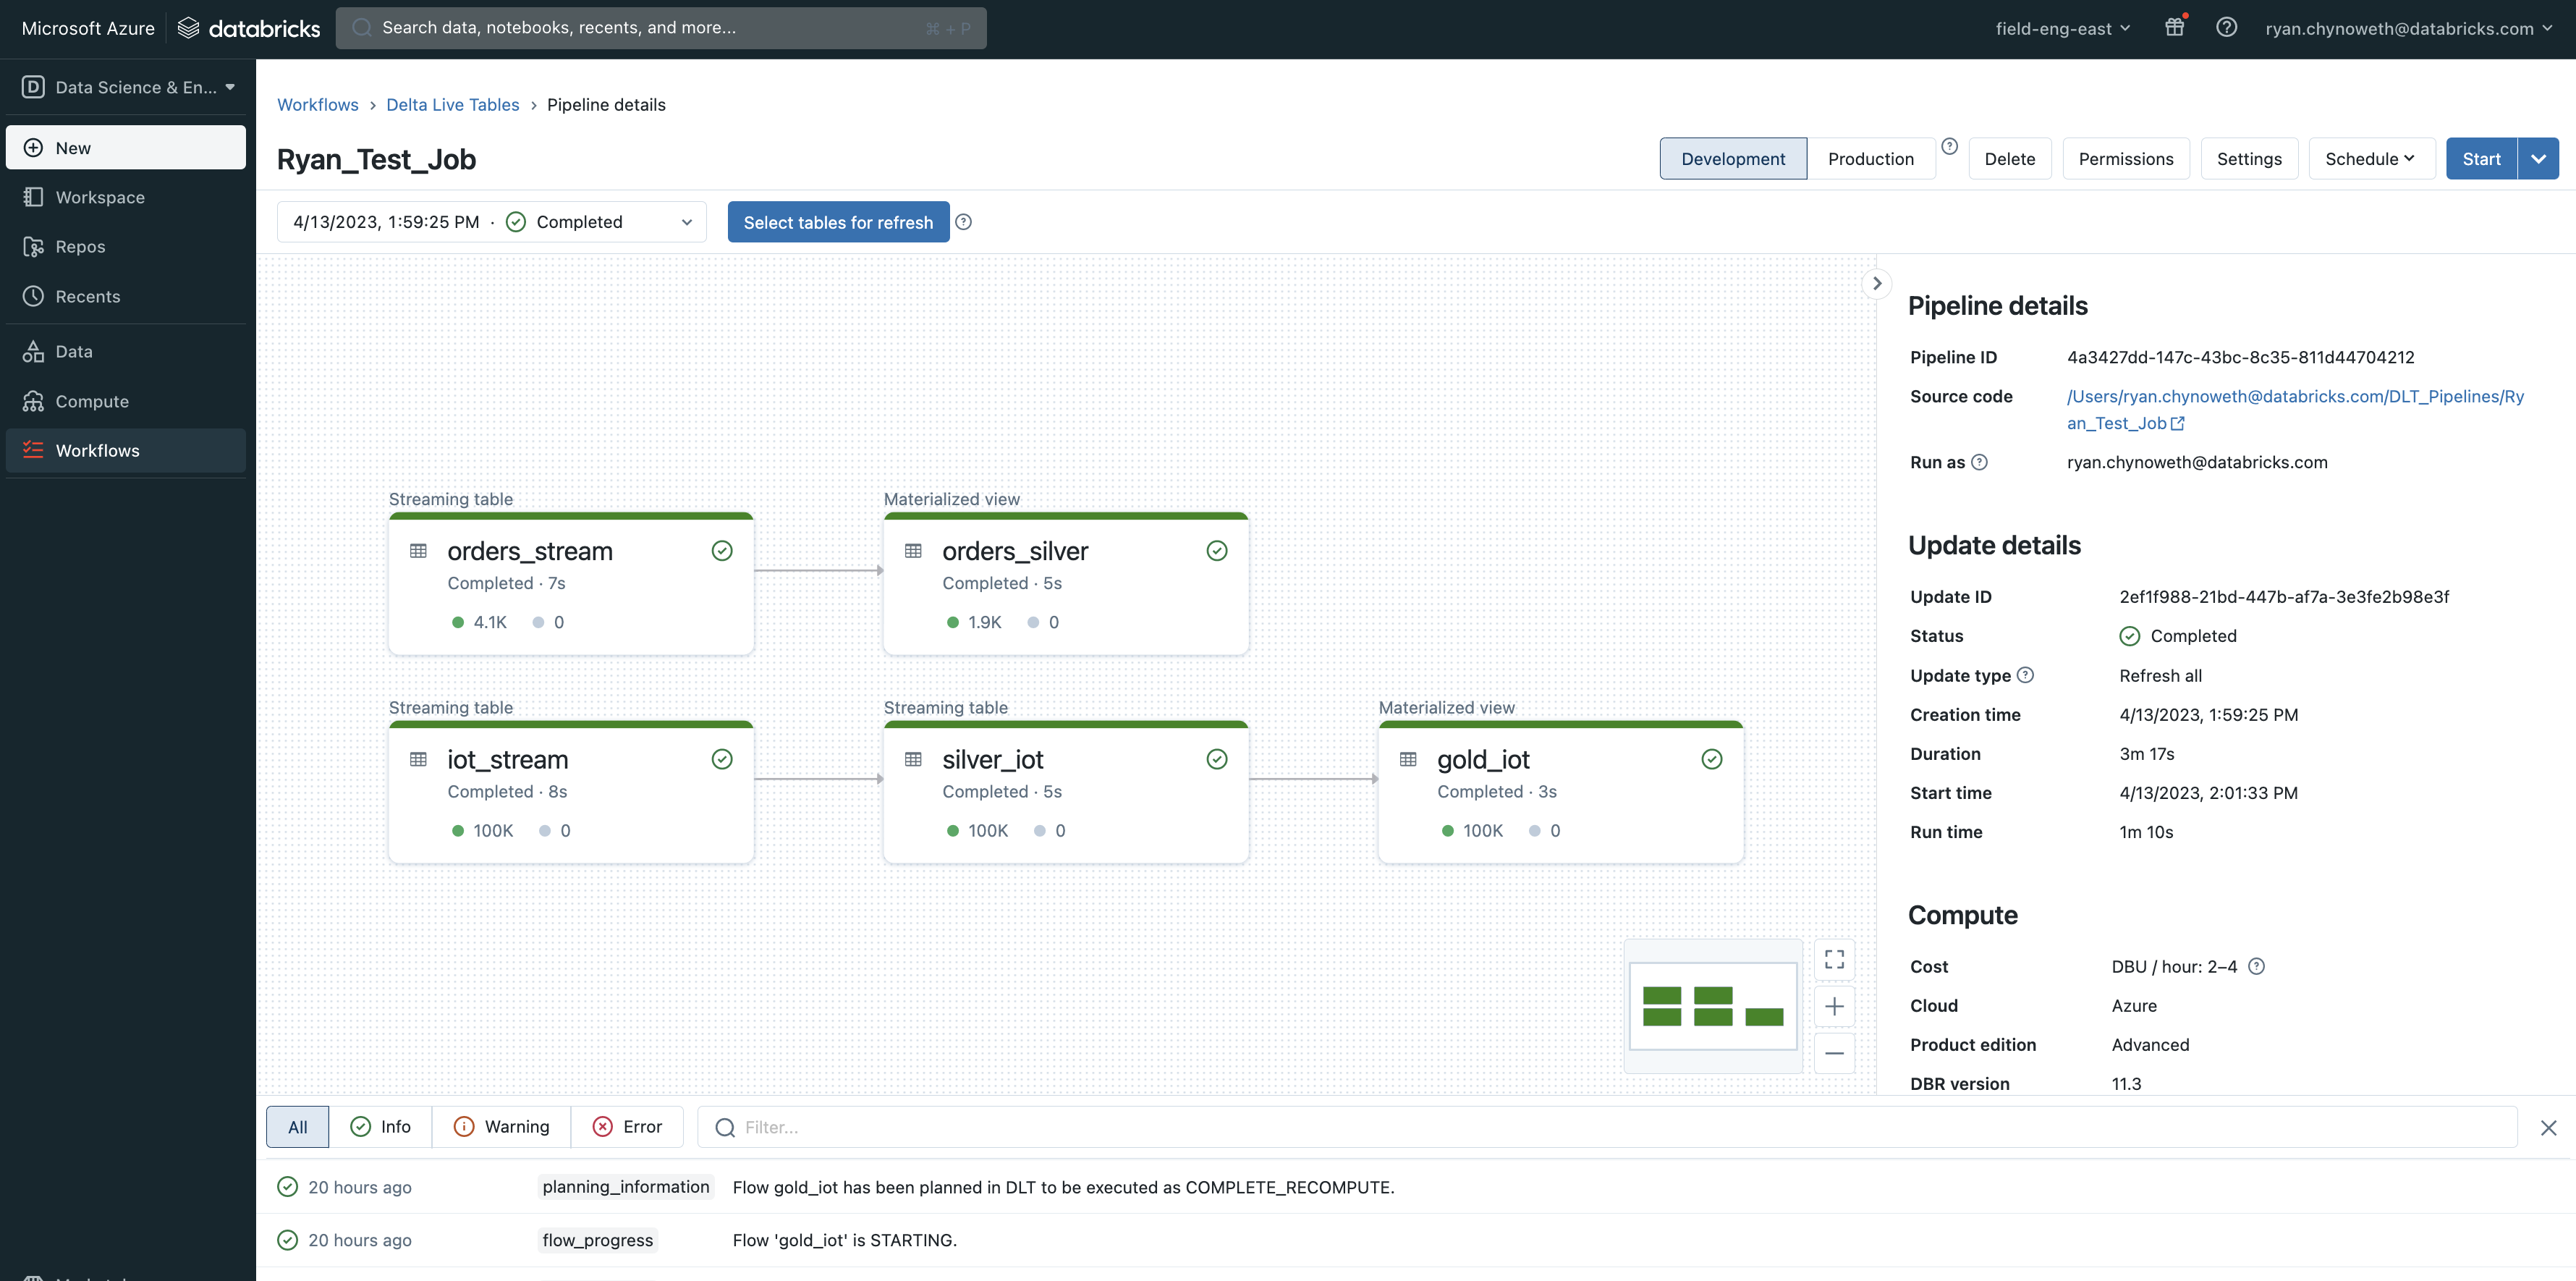 Microsoft Azure
databricks
Search data, notebooks, recents, and more...
⌘ + P
field-eng-east
ryan.chynoweth@databricks.com
D
Data Science & En...
New
Workspace
Repos
Recents
Data
Compute
Workflows
Workflows › Delta Live Tables › Pipeline details
Ryan_Test_Job
Development
Production
Delete
Permissions
Settings
Schedule
Start
4/13/2023, 1:59:25 PM · Completed
Select tables for refresh
Streaming table
orders_stream
Completed · 7s
4.1K 0
Materialized view
orders_silver
Completed · 5s
1.9K 0
Streaming table
iot_stream
Completed · 8s
100K 0
Streaming table
silver_iot
Completed · 5s
100K 0
Materialized view
gold_iot
Completed · 3s
100K 0
Pipeline details
Pipeline ID 4a3427dd-147c-43bc-8c35-811d44704212
Source code /Users/ryan.chynoweth@databricks.com/DLT_Pipelines/Ry
an_Test_Job
Run as ryan.chynoweth@databricks.com
Update details
Update ID 2ef1f988-21bd-447b-af7a-3e3fe2b98e3f
Status Completed
Update type Refresh all
Creation time 4/13/2023, 1:59:25 PM
Duration 3m 17s
Start time 4/13/2023, 2:01:33 PM
Run time 1m 10s
Compute
Cost DBU / hour: 2–4
Cloud Azure
Product edition Advanced
DBR version 11.3
All
Info
Warning
Error
Filter...
20 hours ago planning_information Flow gold_iot has been planned in DLT to be executed as COMPLETE_RECOMPUTE.
20 hours ago flow_progress Flow 'gold_iot' is STARTING.